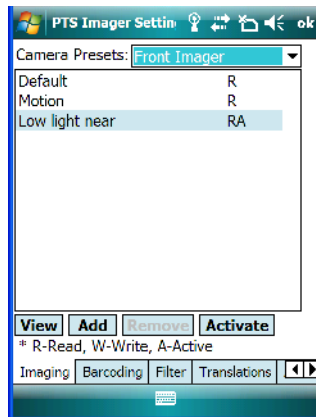 PTS Imager Settin ok
Camera Presets: Front Imager
Default R
Motion R
Low light near RA
View Add Remove Activate
* R-Read, W-Write, A-Active
Imaging Barcoding Filter Translations